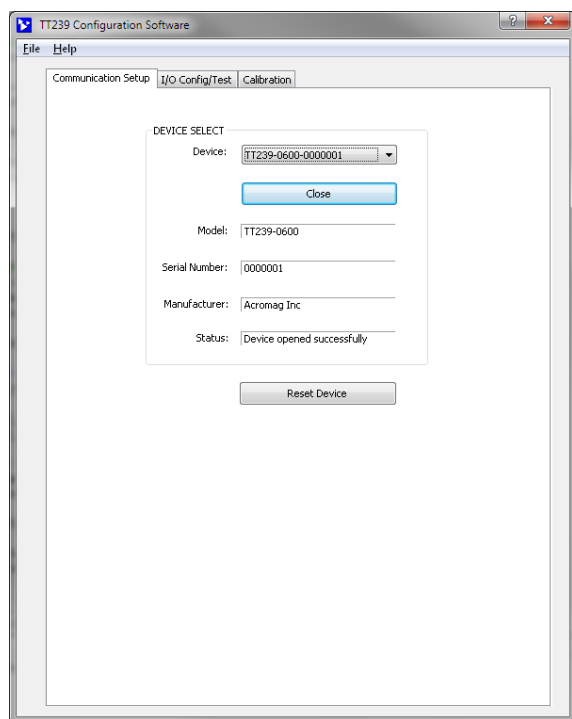 TT239 Configuration Software
File Help
Communication Setup I/O Config/Test Calibration
DEVICE SELECT
Device: TT239-0600-0000001
Close
Model: TT239-0600
Serial Number: 0000001
Manufacturer: Acromag Inc
Status: Device opened successfully
Reset Device